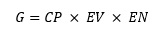 G = CP × EV × EN